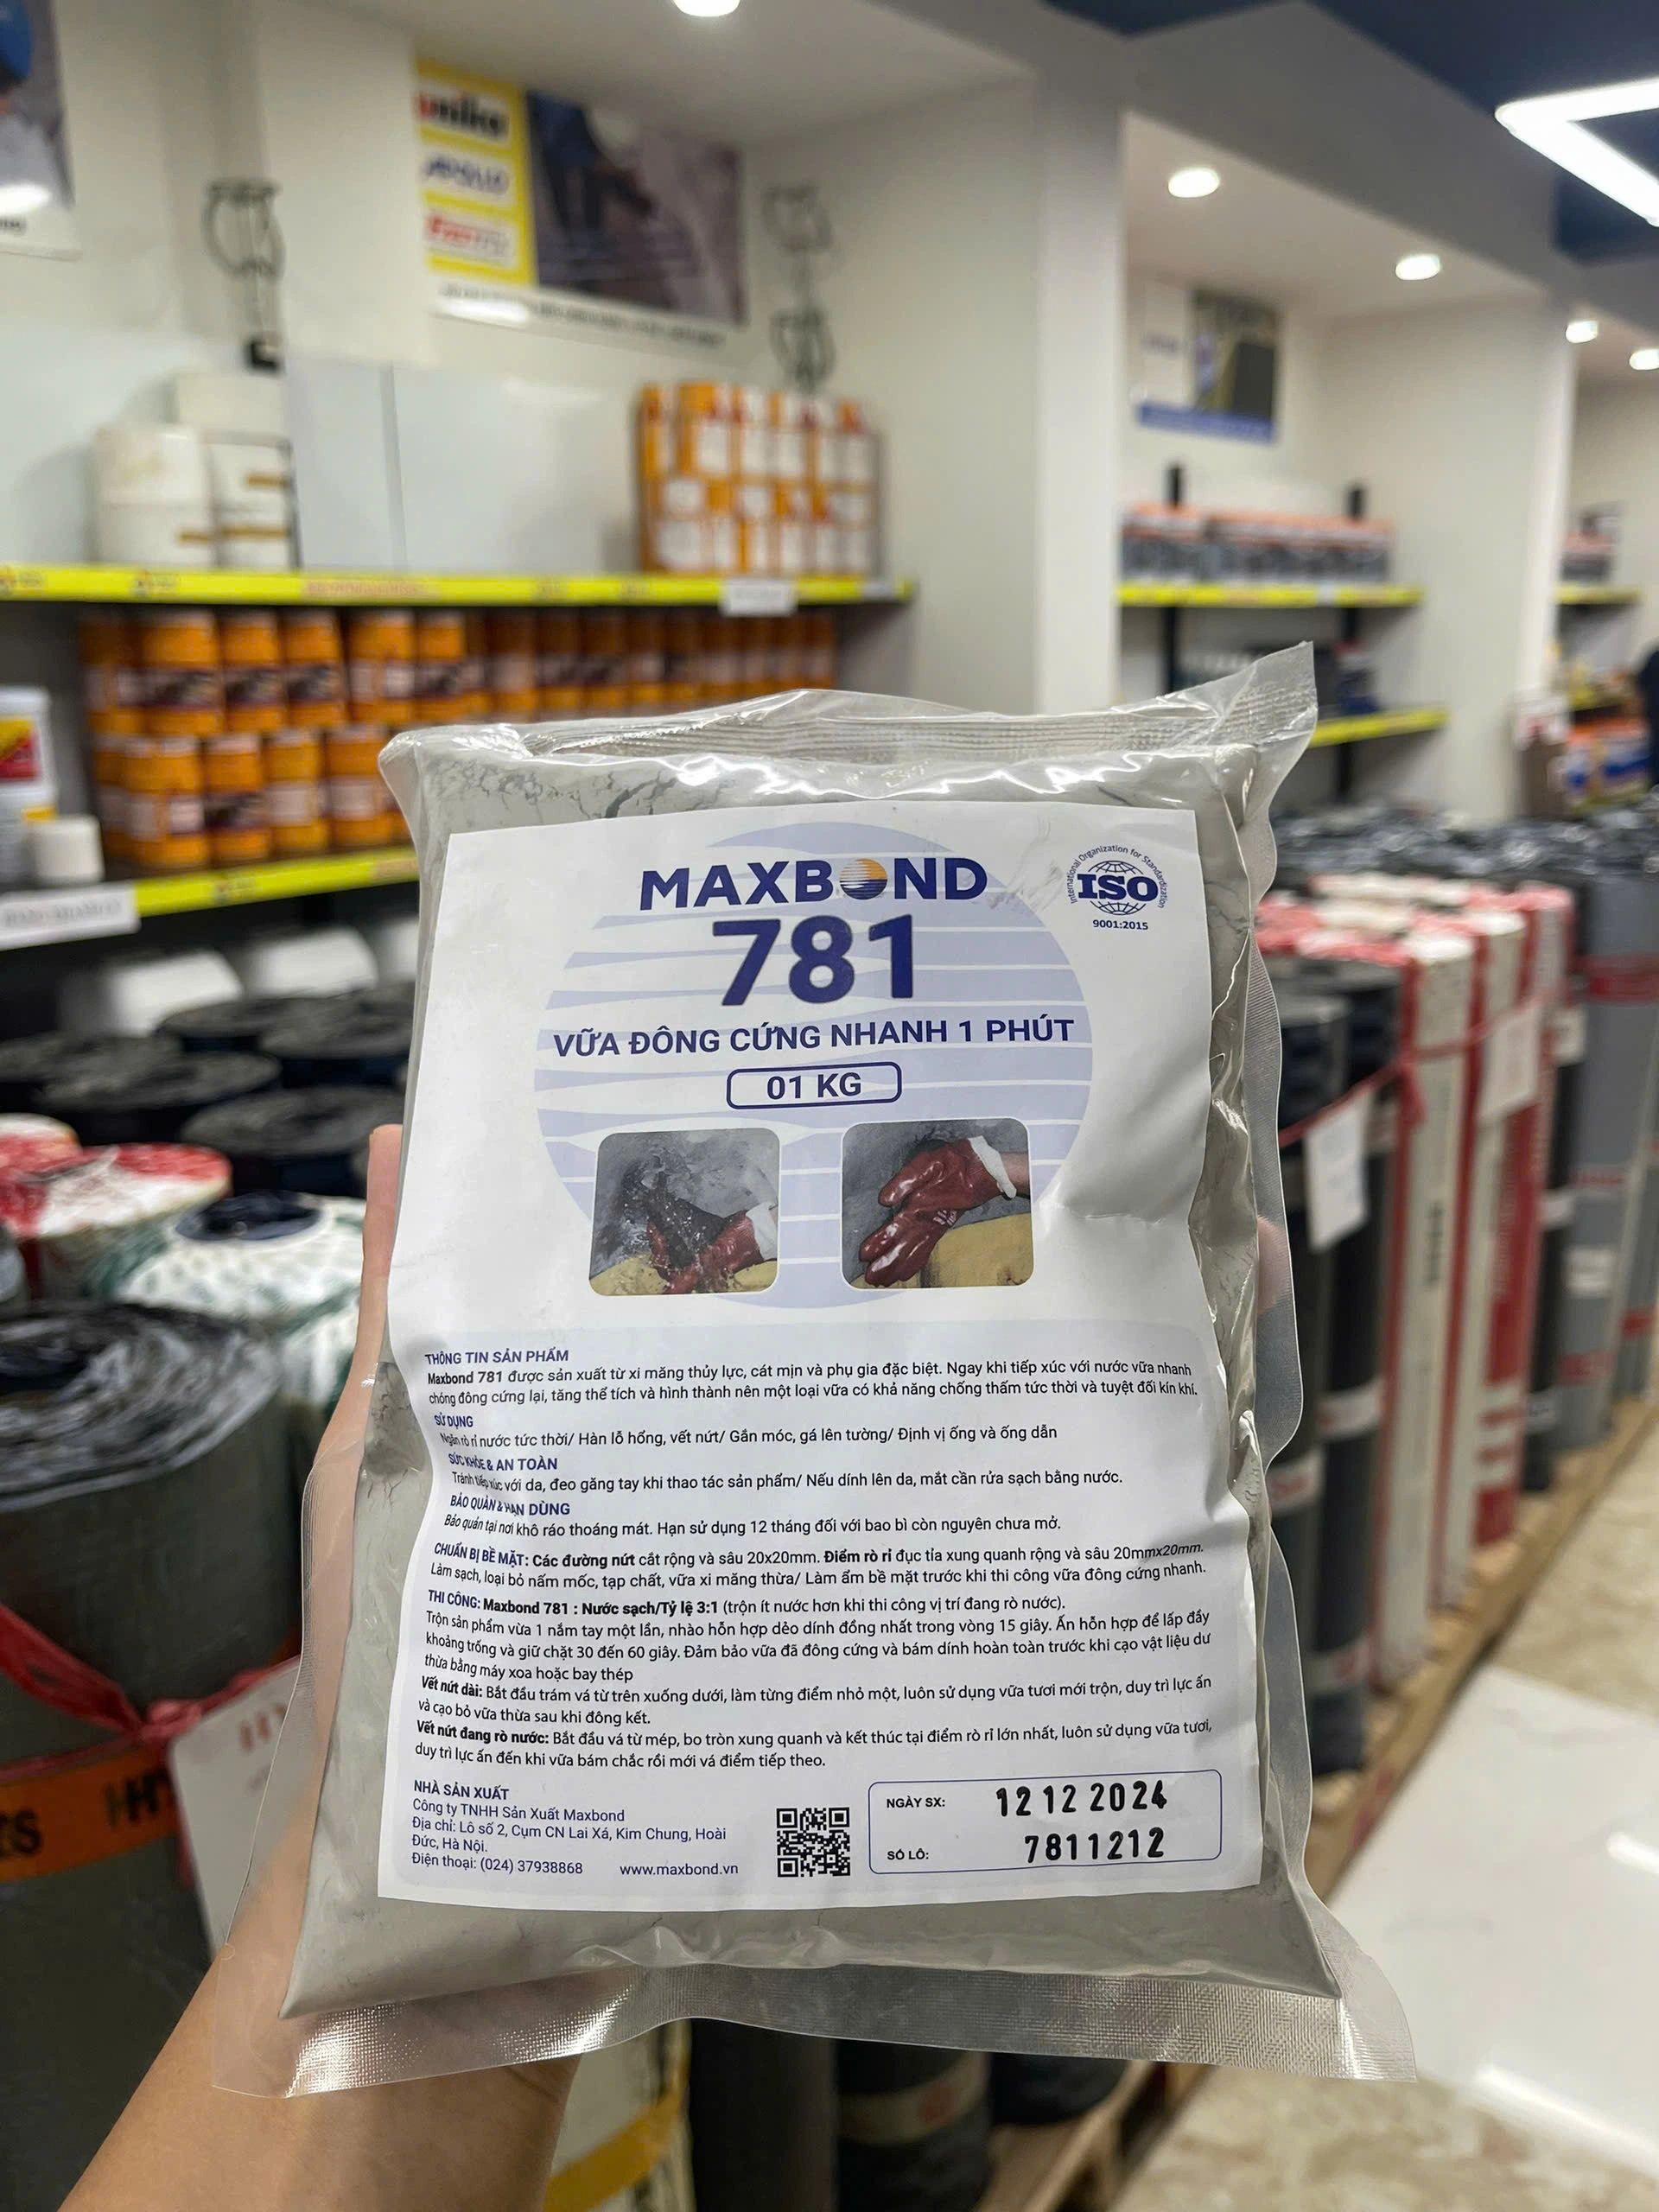 APOLLO
MAXBOND
International Organization for Standardization
ISO
9001:2015
781
VỮA ĐÔNG CỨNG NHANH 1 PHÚT
01 KG
THÔNG TIN SẢN PHẨM
Maxbond 781 được sản xuất từ xi măng thủy lực, cát mịn và phụ gia đặc biệt. Ngay khi tiếp xúc với nước vữa nhanh
chóng đông cứng lại, tăng thể tích và hình thành nên một loại vữa có khả năng chống thấm tức thời và tuyệt đối kín khí.
SỬ DỤNG
Ngăn rò rỉ nước tức thời/ Hàn lỗ hổng, vết nứt/ Gắn móc, gá lên tường/ Định vị ống và ống dẫn
SỨC KHỎE & AN TOÀN
Tránh tiếp xúc với da, đeo găng tay khi thao tác sản phẩm/ Nếu dính lên da, mắt cần rửa sạch bằng nước.
BẢO QUẢN & HẠN DÙNG
Bảo quản tại nơi khô ráo thoáng mát. Hạn sử dụng 12 tháng đối với bao bì còn nguyên chưa mở.
CHUẨN BỊ BỀ MẶT: Các đường nứt cắt rộng và sâu 20x20mm. Điểm rò rỉ đục tỉa xung quanh rộng và sâu 20mmx20mm.
Làm sạch, loại bỏ nấm mốc, tạp chất, vữa xi măng thừa/ Làm ẩm bề mặt trước khi thi công vữa đông cứng nhanh.
THI CÔNG: Maxbond 781 : Nước sạch/Tỷ lệ 3:1 (trộn ít nước hơn khi thi công vị trí đang rò nước).
Trộn sản phẩm vừa 1 nắm tay một lần, nhào hỗn hợp dẻo dính đồng nhất trong vòng 15 giây. Ấn hỗn hợp để lấp đầy
khoảng trống và giữ chặt 30 đến 60 giây. Đảm bảo vữa đã đông cứng và bám dính hoàn toàn trước khi cạo vật liệu dư
thừa bằng máy xoa hoặc bay thép
Vết nứt dài: Bắt đầu trám vá từ trên xuống dưới, làm từng điểm nhỏ một, luôn sử dụng vữa tươi mới trộn, duy trì lực ấn
và cạo bỏ vữa thừa sau khi đông kết.
Vết nứt đang rò nước: Bắt đầu vá từ mép, bo tròn xung quanh và kết thúc tại điểm rò rỉ lớn nhất, luôn sử dụng vữa tươi,
duy trì lực ấn đến khi vữa bám chắc rồi mới vá điểm tiếp theo.
NHÀ SẢN XUẤT
Công ty TNHH Sản Xuất Maxbond
Địa chỉ: Lô số 2, Cụm CN Lai Xá, Kim Chung, Hoài
Đức, Hà Nội.
Điện thoại: (024) 37938868 www.maxbond.vn
NGÀY SX: 12 12 2024
SỐ LÔ: 7811212